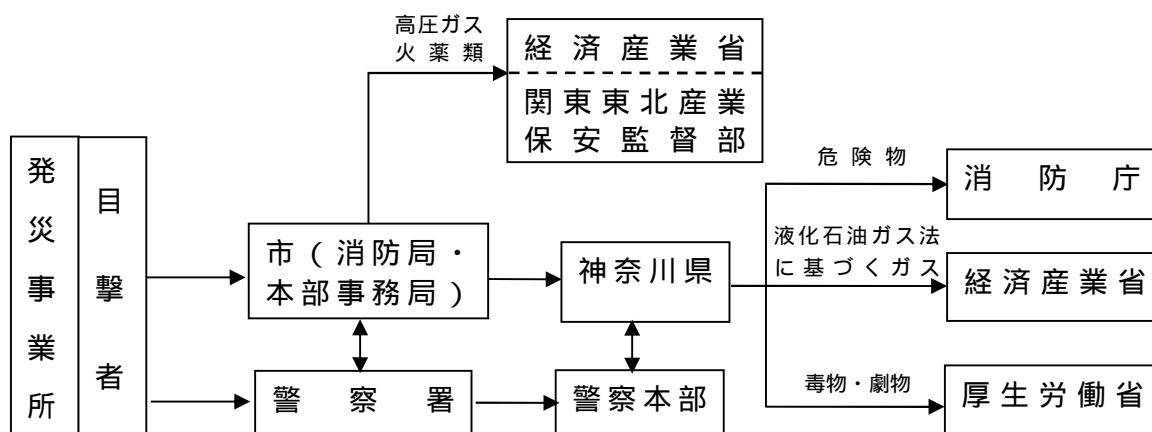 発災事業所
目撃者
高圧ガス
火薬類
経済産業省
関東東北産業
保安監督部
市（消防局・
本部事務局）
警察署
神奈川県
警察本部
危険物
消防庁
液化石油ガス法
に基づくガス
経済産業省
毒物・劇物
厚生労働省